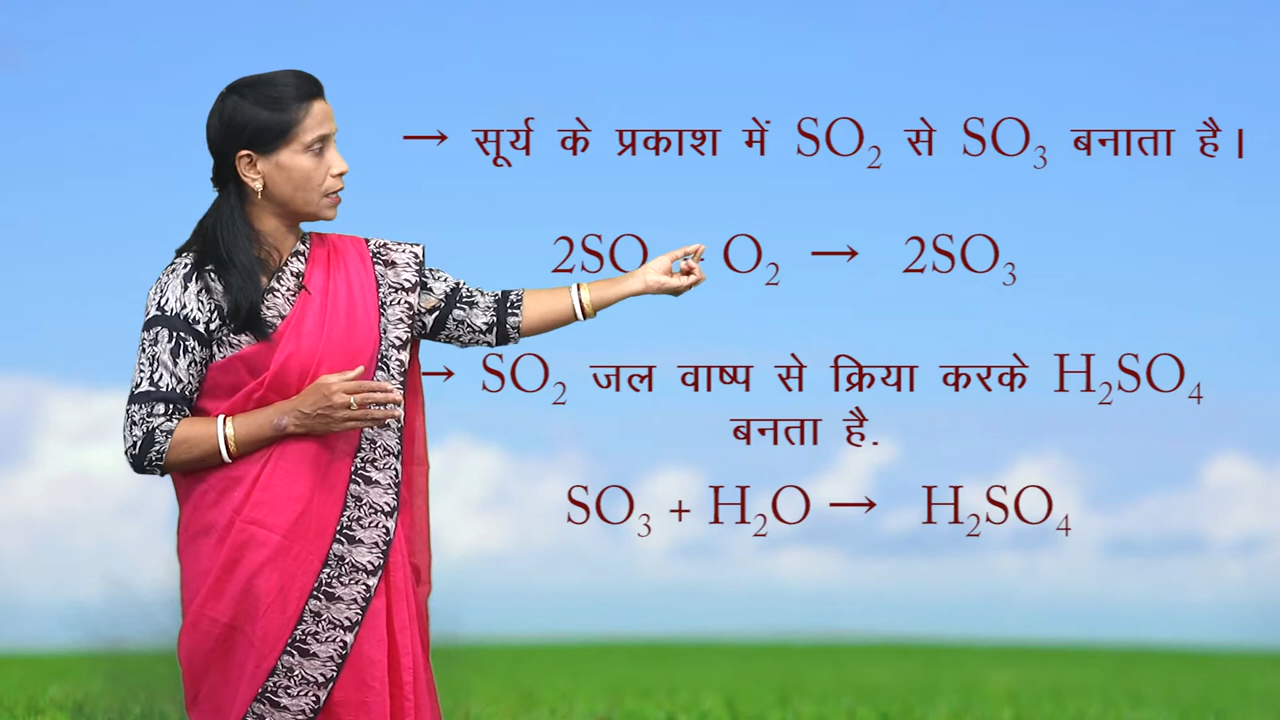 → सूर्य के प्रकाश में SO₂ से SO₃ बनाता है।
2SO O₂ → 2SO₃
→ SO₂ जल वाष्प से क्रिया करके H₂SO₄
बनता है.
SO₃ + H₂O → H₂SO₄